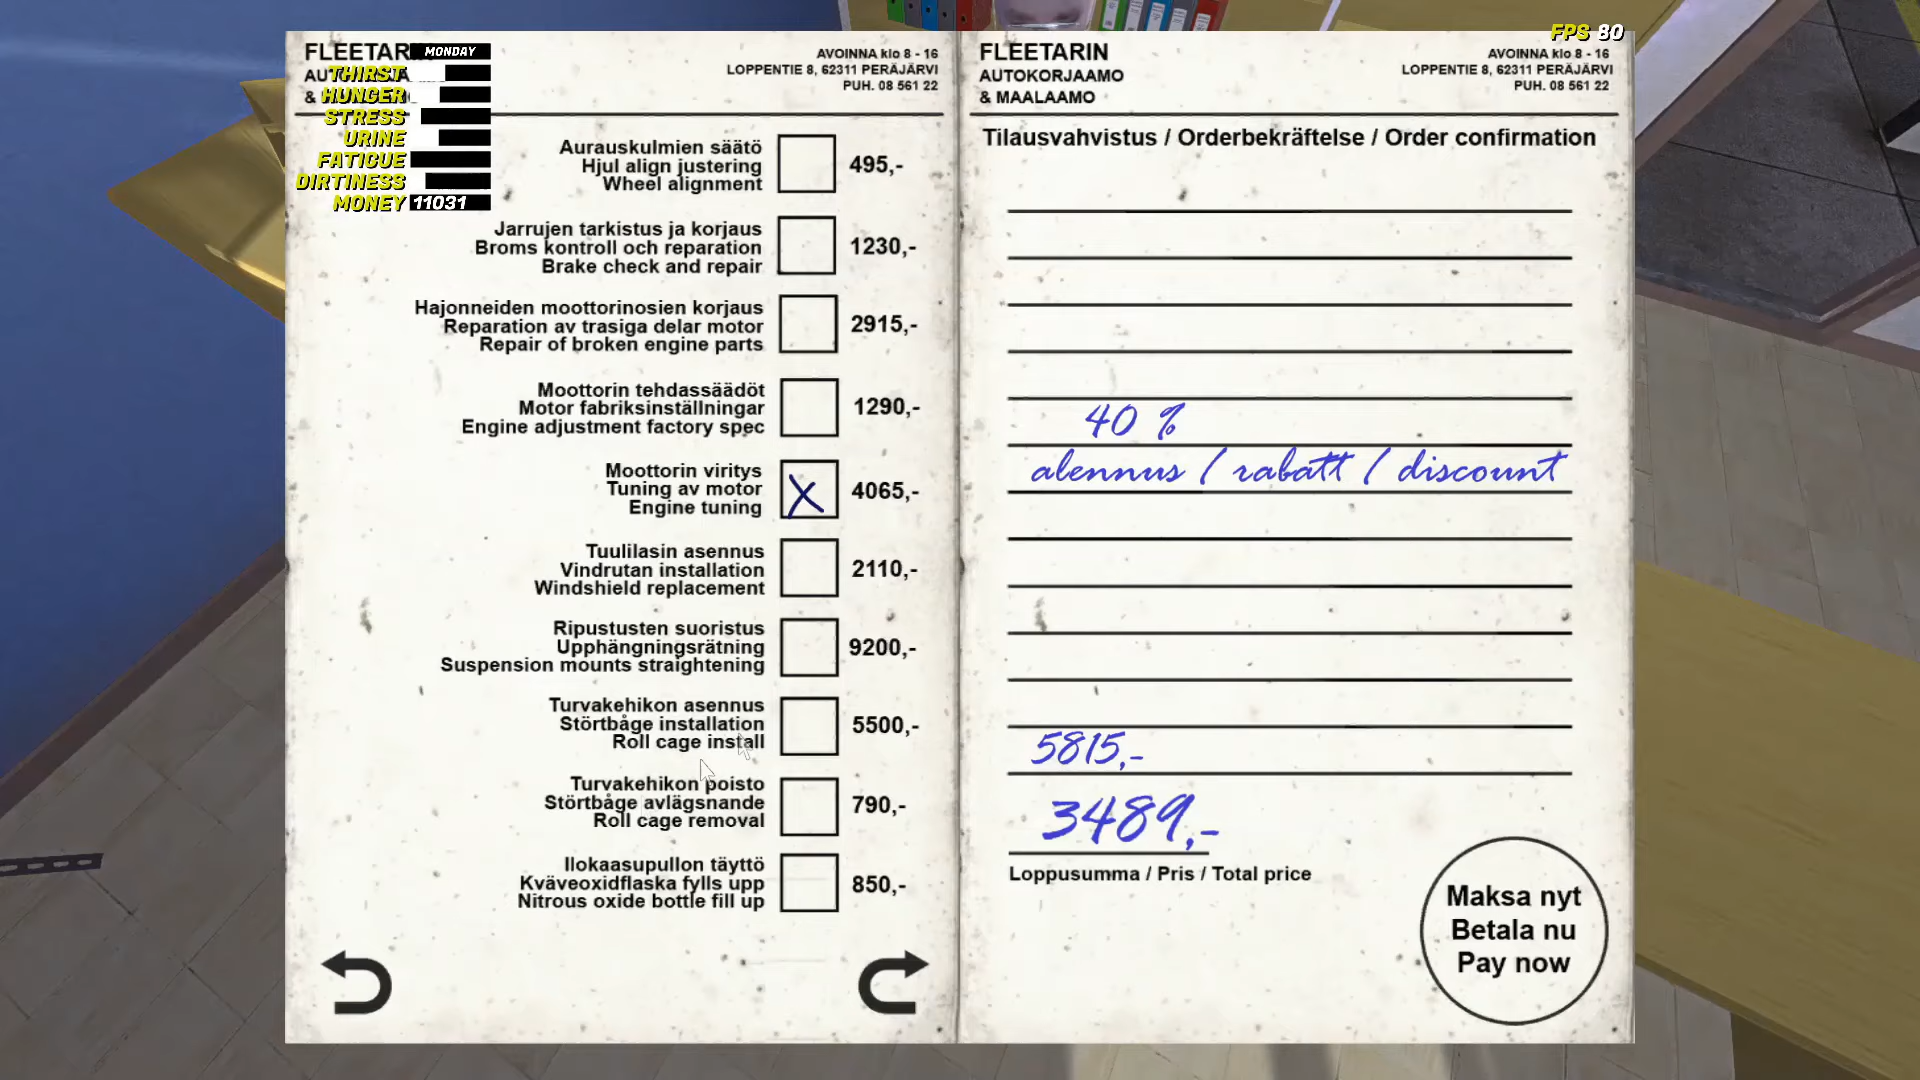 FPS 80
FLEETAR
MONDAY
AVOINNA klo 8 - 16
LOPPENTIE 8, 62311 PERÄJÄRVI
PUH. 08 561 22
THIRST
HUNGER
STRESS
URINE
FATIGUE
DIRTINESS
MONEY 11031
Aurauskulmien säätö
Hjul align justering
Wheel alignment
495,-
Jarrujen tarkistus ja korjaus
Broms kontroll och reparation
Brake check and repair
1230,-
Hajonneiden moottorinosien korjaus
Reparation av trasiga delar motor
Repair of broken engine parts
2915,-
Moottorin tehdassäädöt
Motor fabriksinställningar
Engine adjustment factory spec
1290,-
Moottorin viritys
Tuning av motor
Engine tuning
X
4065,-
Tuulilasin asennus
Vindrutan installation
Windshield replacement
2110,-
Ripustusten suoristus
Upphängningsrätning
Suspension mounts straightening
9200,-
Turvakehikon asennus
Störtbåge installation
Roll cage install
5500,-
Turvakehikon poisto
Störtbåge avlägsnande
Roll cage removal
790,-
Ilokaasupullon täyttö
Kväveoxidflaska fylls upp
Nitrous oxide bottle fill up
850,-
FLEETARIN
AUTOKORJAAMO
& MAALAAMO
AVOINNA klo 8 - 16
LOPPENTIE 8, 62311 PERÄJÄRVI
PUH. 08 561 22
Tilausvahvistus / Orderbekräftelse / Order confirmation
40 %
alennus / rabatt / discount
5815,-
3489,-
Loppusumma / Pris / Total price
Maksa nyt
Betala nu
Pay now